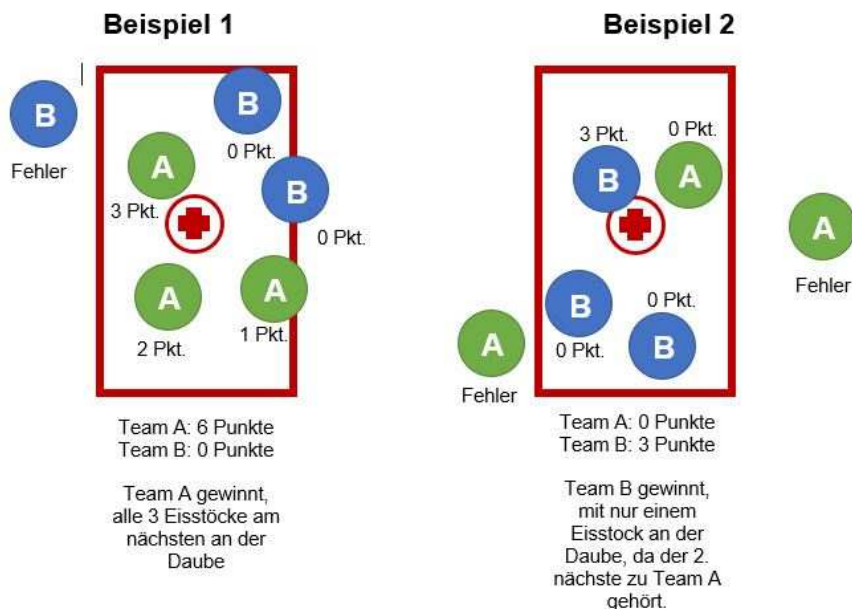 Beispiel 1
B
Fehler
B
0 Pkt.
A
3 Pkt.
B
0 Pkt.
A
2 Pkt.
A
1 Pkt.
Team A: 6 Punkte
Team B: 0 Punkte
Team A gewinnt,
alle 3 Eisstöcke am
nächsten an der
Daube
Beispiel 2
3 Pkt.
B
0 Pkt.
A
A
Fehler
B
0 Pkt.
0 Pkt.
B
A
Fehler
Team A: 0 Punkte
Team B: 3 Punkte
Team B gewinnt,
mit nur einem
Eisstock an der
Daube, da der 2.
nächste zu Team A
gehört.